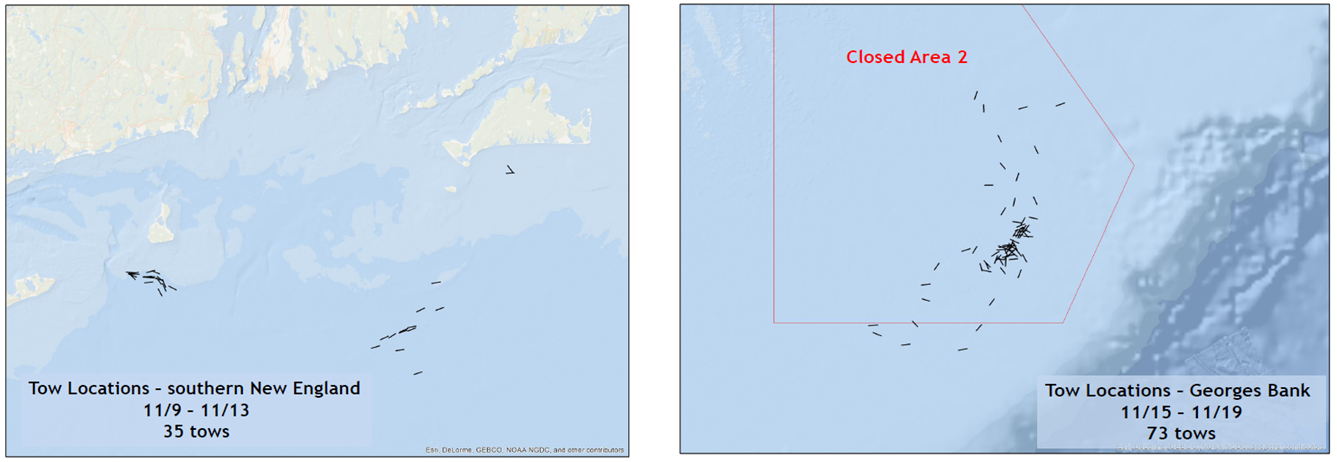 Tow Locations – southern New England
11/9 – 11/13
35 tows
Esri, DeLorme, GEBCO, NOAA NGDC, and other contributors
Closed Area 2
Tow Locations – Georges Bank
11/15 – 11/19
73 tows